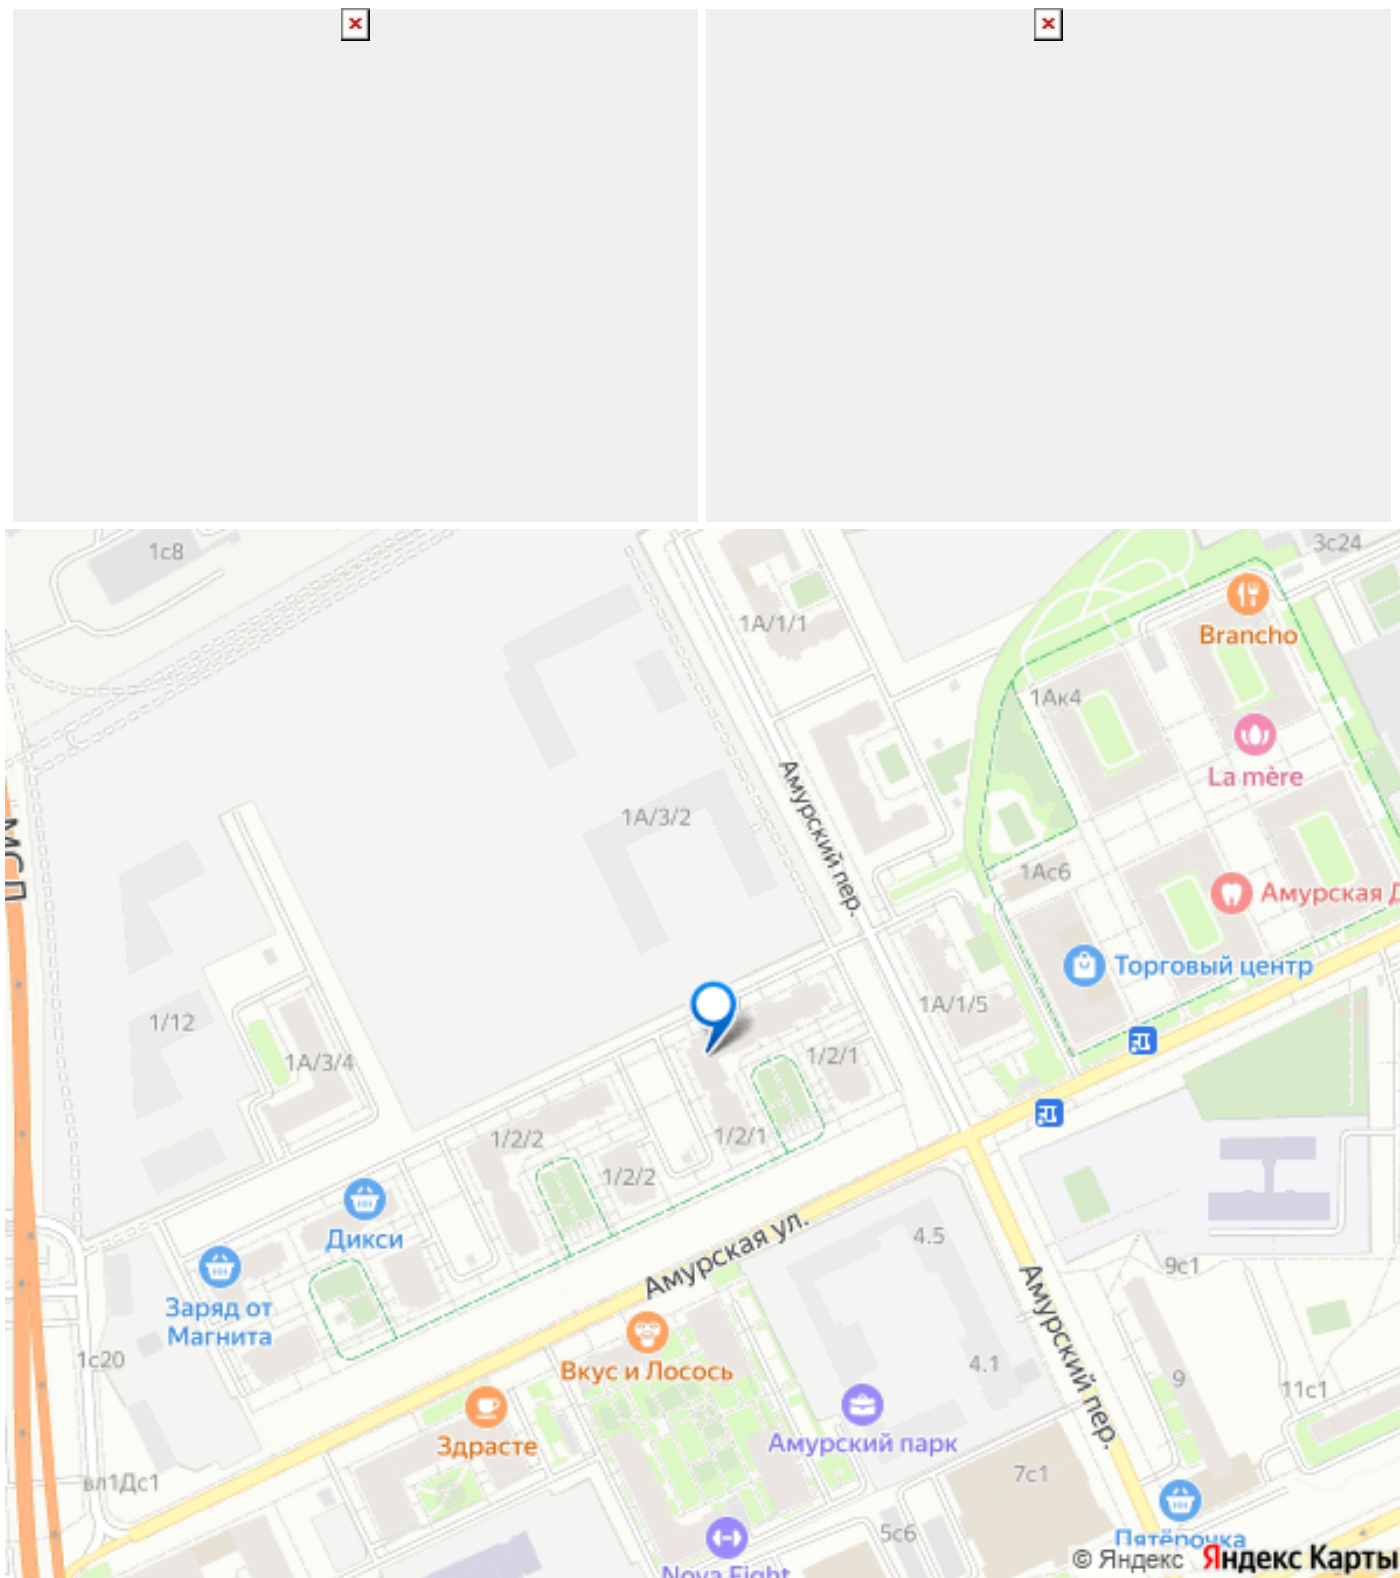 1с8
3с24
1А/1/1
Brancho
1Ак4
La mère
Амурский пер.
1А/3/2
1Ас6
Амурская Д
Торговый центр
1А/1/5
1/12
1А/3/4
1/2/1
1/2/2
1/2/1
1/2/2
Дикси
Амурская ул.
4.5
Заряд от
Магнита
9с1
Амурский пер.
1с20
Вкус и Лосось
4.1
9
11с1
Здрасте
Амурский парк
7с1
вл1Дс1
5с6
Пятёрочка
Nova Fight
© Яндекс Яндекс Карты